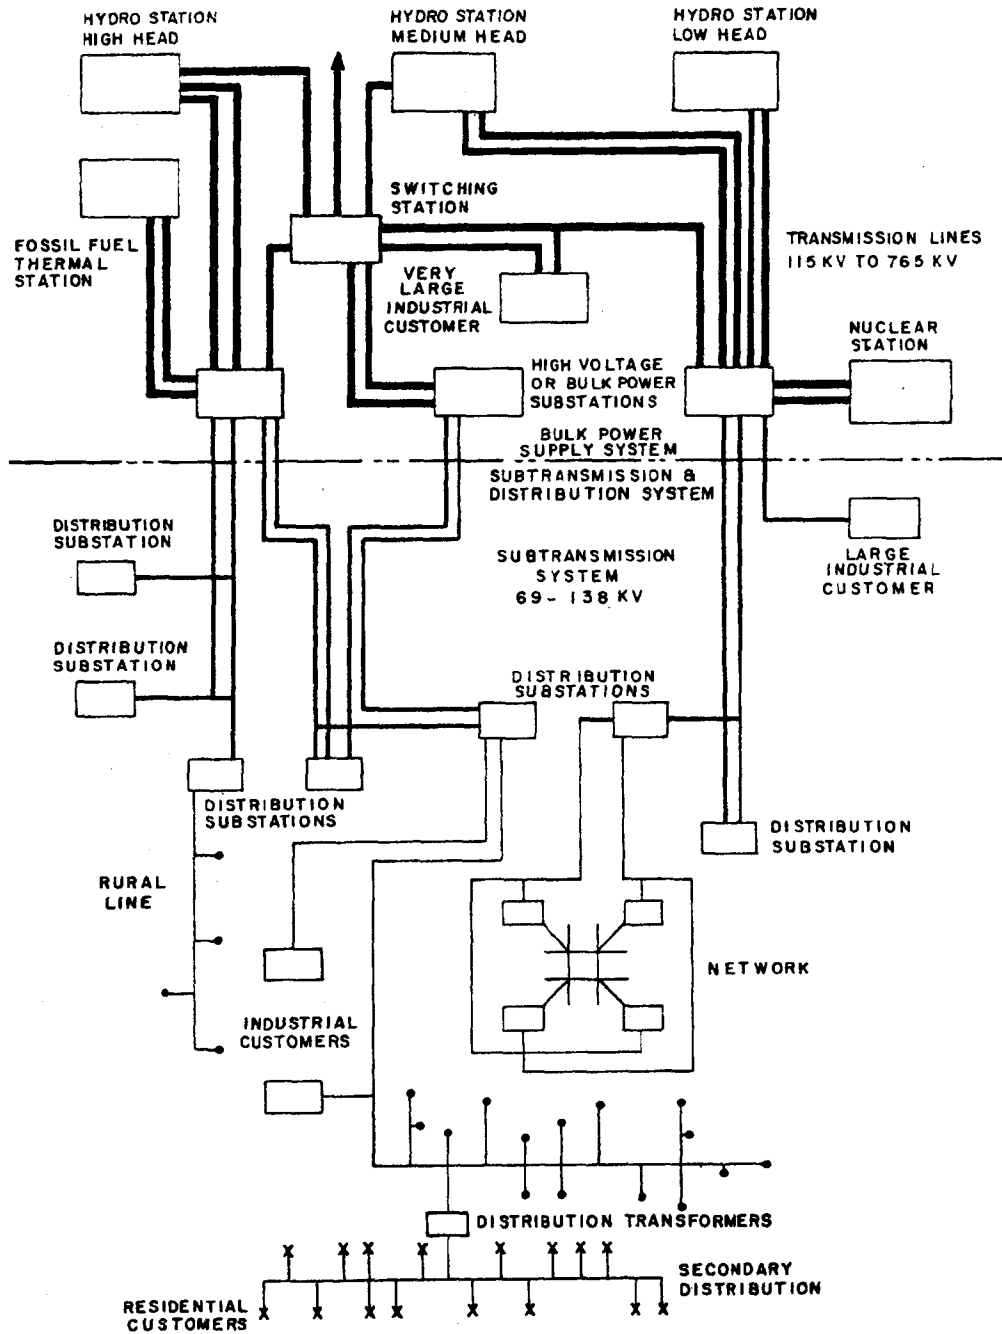 HYDRO STATION
HIGH HEAD
HYDRO STATION
MEDIUM HEAD
HYDRO STATION
LOW HEAD
SWITCHING
STATION
FOSSIL FUEL
THERMAL
STATION
VERY
LARGE
INDUSTRIAL
CUSTOMER
TRANSMISSION LINES
115 KV TO 765 KV
NUCLEAR
STATION
HIGH VOLTAGE
OR BULK POWER
SUBSTATIONS
BULK POWER
SUPPLY SYSTEM
SUBTRANSMISSION &
DISTRIBUTION SYSTEM
DISTRIBUTION
SUBSTATION
SUBTRANSMISSION
SYSTEM
69 - 138 KV
LARGE
INDUSTRIAL
CUSTOMER
DISTRIBUTION
SUBSTATION
DISTRIBUTION
SUBSTATIONS
DISTRIBUTION
SUBSTATIONS
DISTRIBUTION
SUBSTATION
RURAL
LINE
NETWORK
INDUSTRIAL
CUSTOMERS
DISTRIBUTION TRANSFORMERS
SECONDARY
DISTRIBUTION
RESIDENTIAL
CUSTOMERS